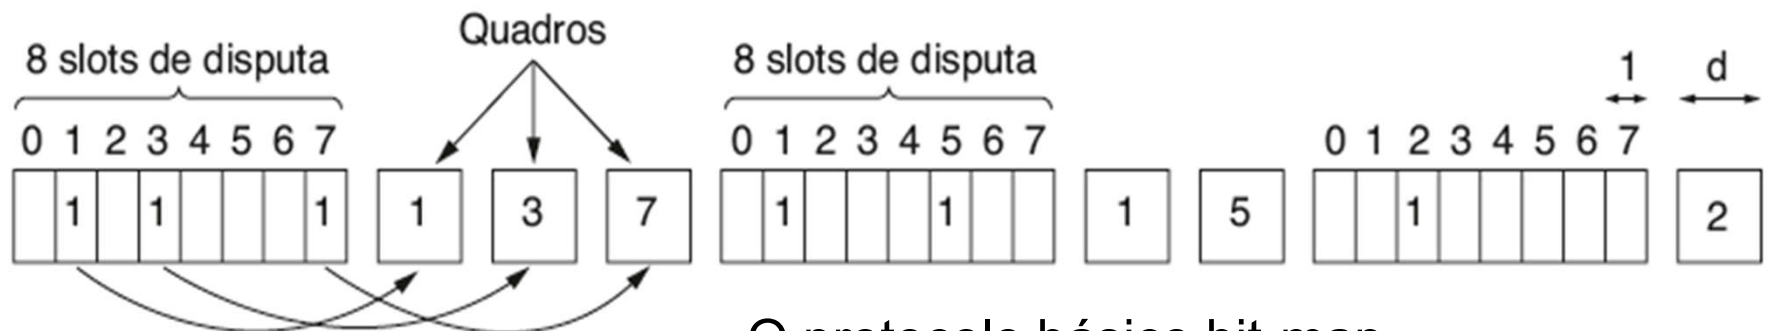 Quadros
8 slots de disputa 8 slots de disputa 1 d
0 1 2 3 4 5 6 7 0 1 2 3 4 5 6 7 0 1 2 3 4 5 6 7
1 1 1 1 3 7 1 1 1 5 1 2
O protocolo básico bit-map